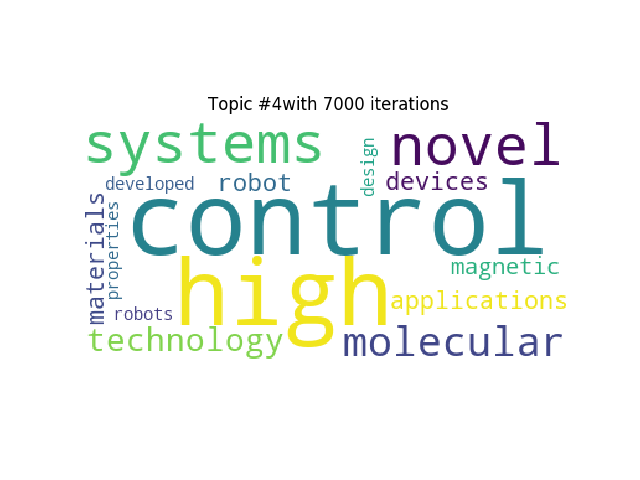 Topic #4with 7000 iterations
systems
novel
design
developed
robot
devices
control
materials
properties
high
magnetic
applications
robots
technology
molecular